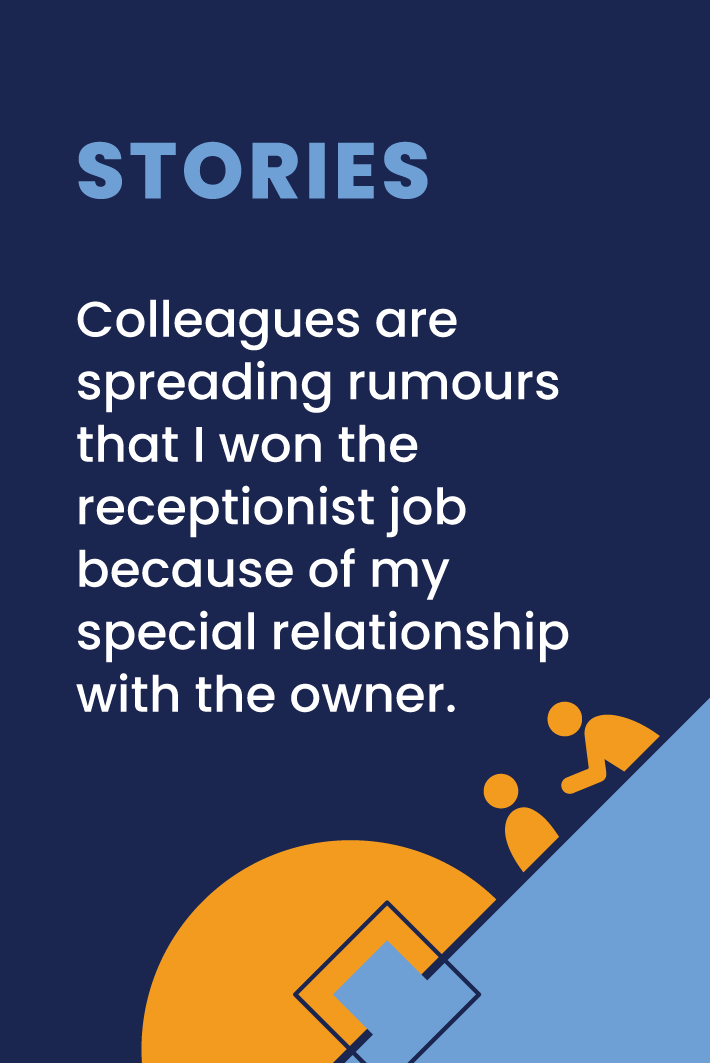 STORIES
Colleagues are
spreading rumours
that I won the
receptionist job
because of my
special relationship
with the owner.